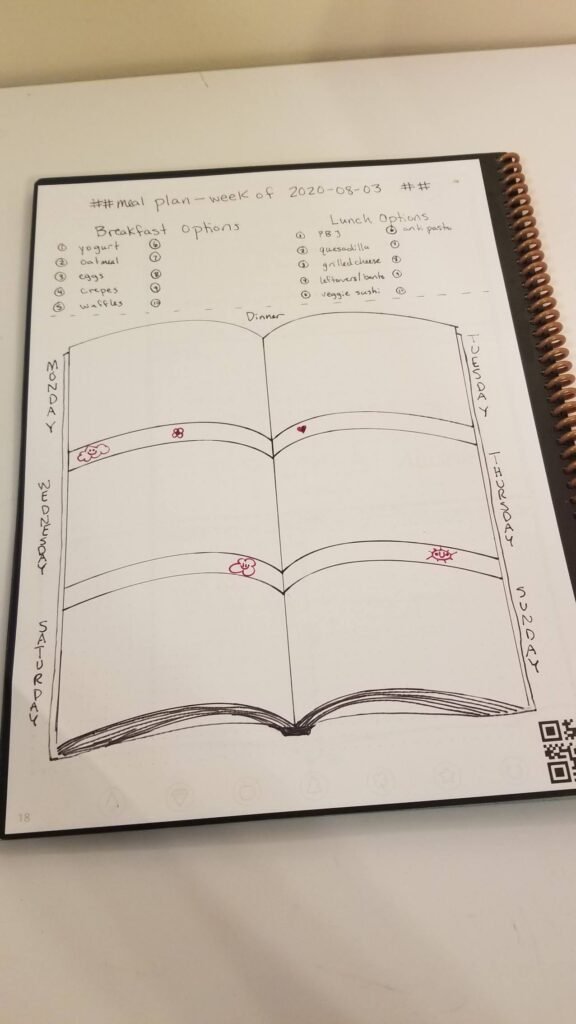 ##meal plan – week of 2020-08-03 ##
Breakfast Options
① yogurt ⑥
② oatmeal ⑦
③ eggs ⑧
④ crepes ⑨
⑤ waffles ⑩
Lunch Options
① PBJ ⑥ antipasto
② quesadilla ⑦
③ grilled cheese ⑧
④ leftovers/bento ⑨
⑤ veggie sushi ⑩
Dinner
MONDAY
TUESDAY
WEDNESDAY
THURSDAY
SATURDAY
SUNDAY
18